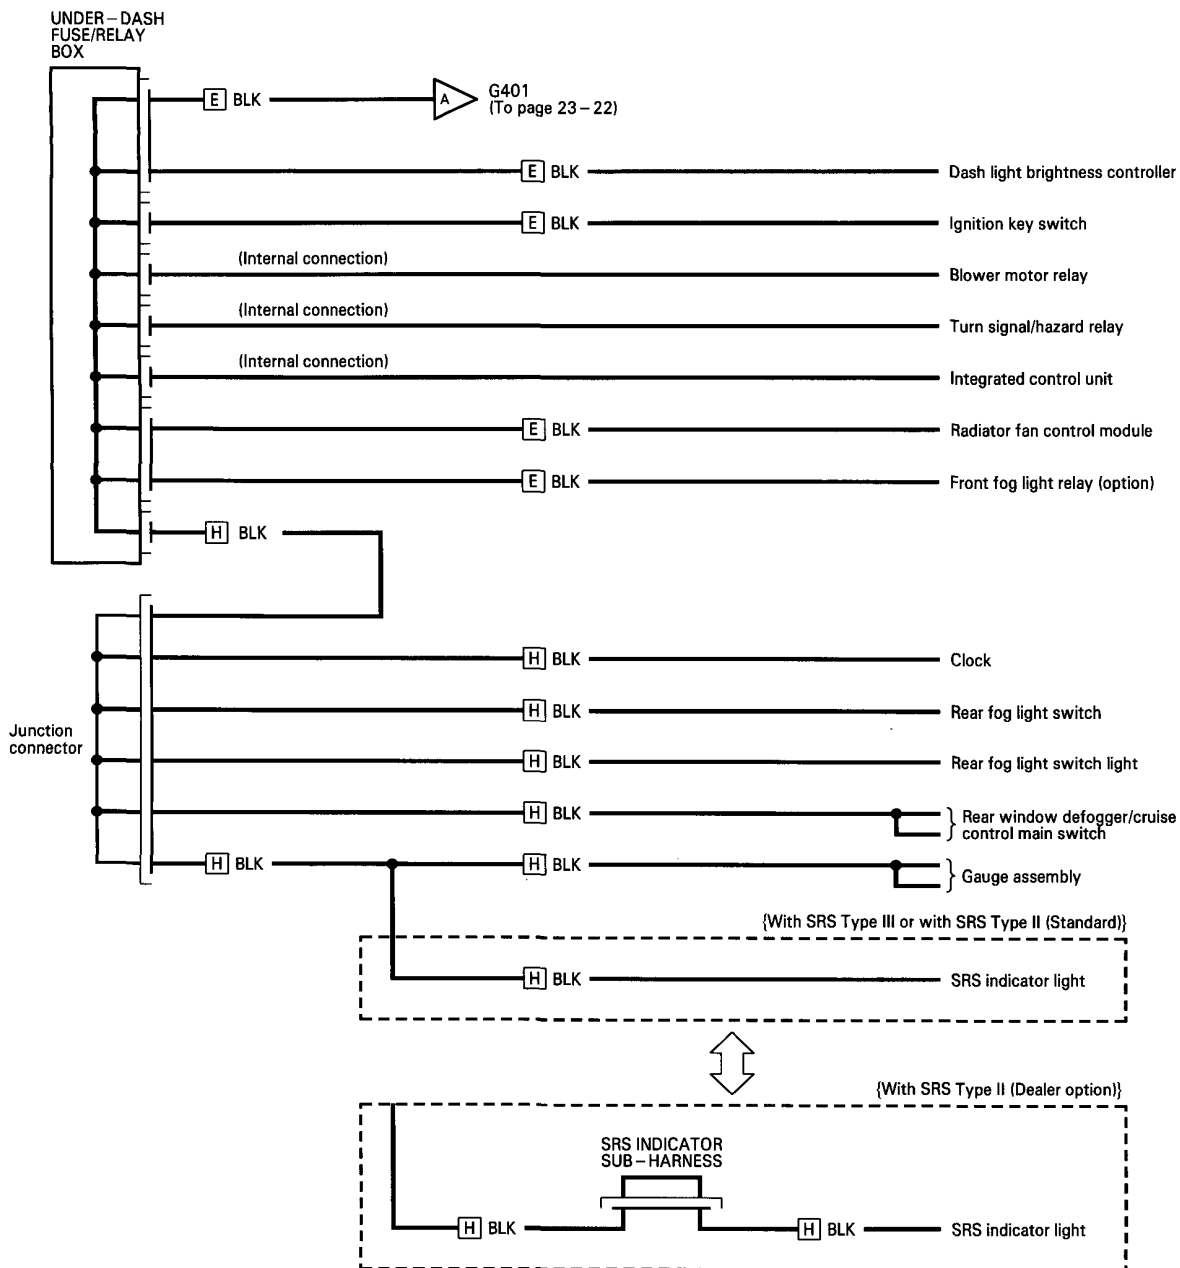 UNDER–DASH
FUSE/RELAY
BOX
E BLK
A
G401
(To page 23–22)
E BLK
Dash light brightness controller
E BLK
Ignition key switch
(Internal connection)
Blower motor relay
(Internal connection)
Turn signal/hazard relay
(Internal connection)
Integrated control unit
E BLK
Radiator fan control module
E BLK
Front fog light relay (option)
H BLK
Junction
connector
H BLK
Clock
H BLK
Rear fog light switch
H BLK
Rear fog light switch light
H BLK
Rear window defogger/cruise
control main switch
H BLK
H BLK
Gauge assembly
{With SRS Type III or with SRS Type II (Standard)}
H BLK
SRS indicator light
{With SRS Type II (Dealer option)}
SRS INDICATOR
SUB–HARNESS
H BLK
H BLK
SRS indicator light